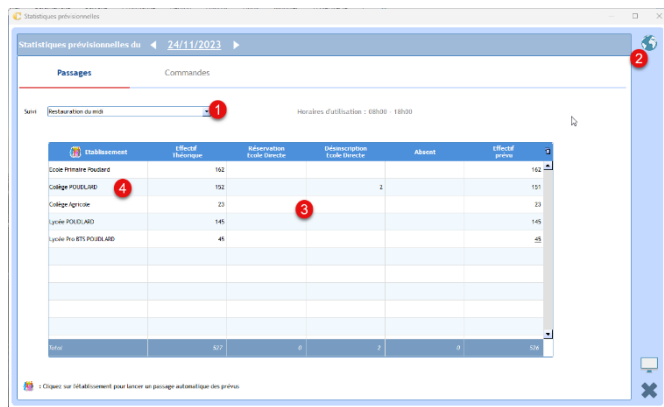 Statistiques prévisionnelles
Statistiques prévisionnelles du 24/11/2023
2
Passages Commandes
Suivi Restauration du midi 1 Horaires d'utilisation : 08h00 - 18h00
Etablissement Effectif Théorique Réservation Ecole Directe Désinscription Ecole Directe Absent Effectif prévu
Ecole Primaire Poudlard 162 162
Collège POUDLARD 4 152 2 151
Collège Agricole 23 3 23
Lycée POUDLARD 145 145
Lycée Pro BTS POUDLARD 45 45
Total 527 0 2 0 526
: Cliquez sur l'établissement pour lancer un passage automatique des prévus